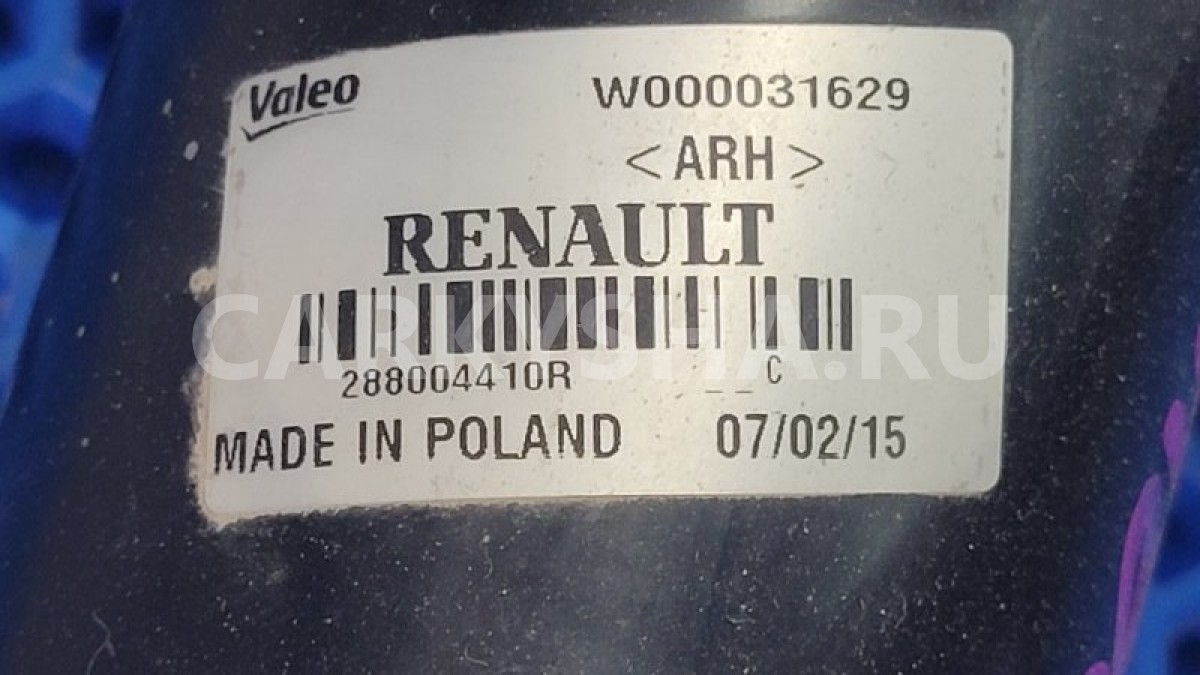 Valeo W000031629
<ARH>
RENAULT
CARKYSHA.RU
288004410R _ _ C
MADE IN POLAND 07/02/15